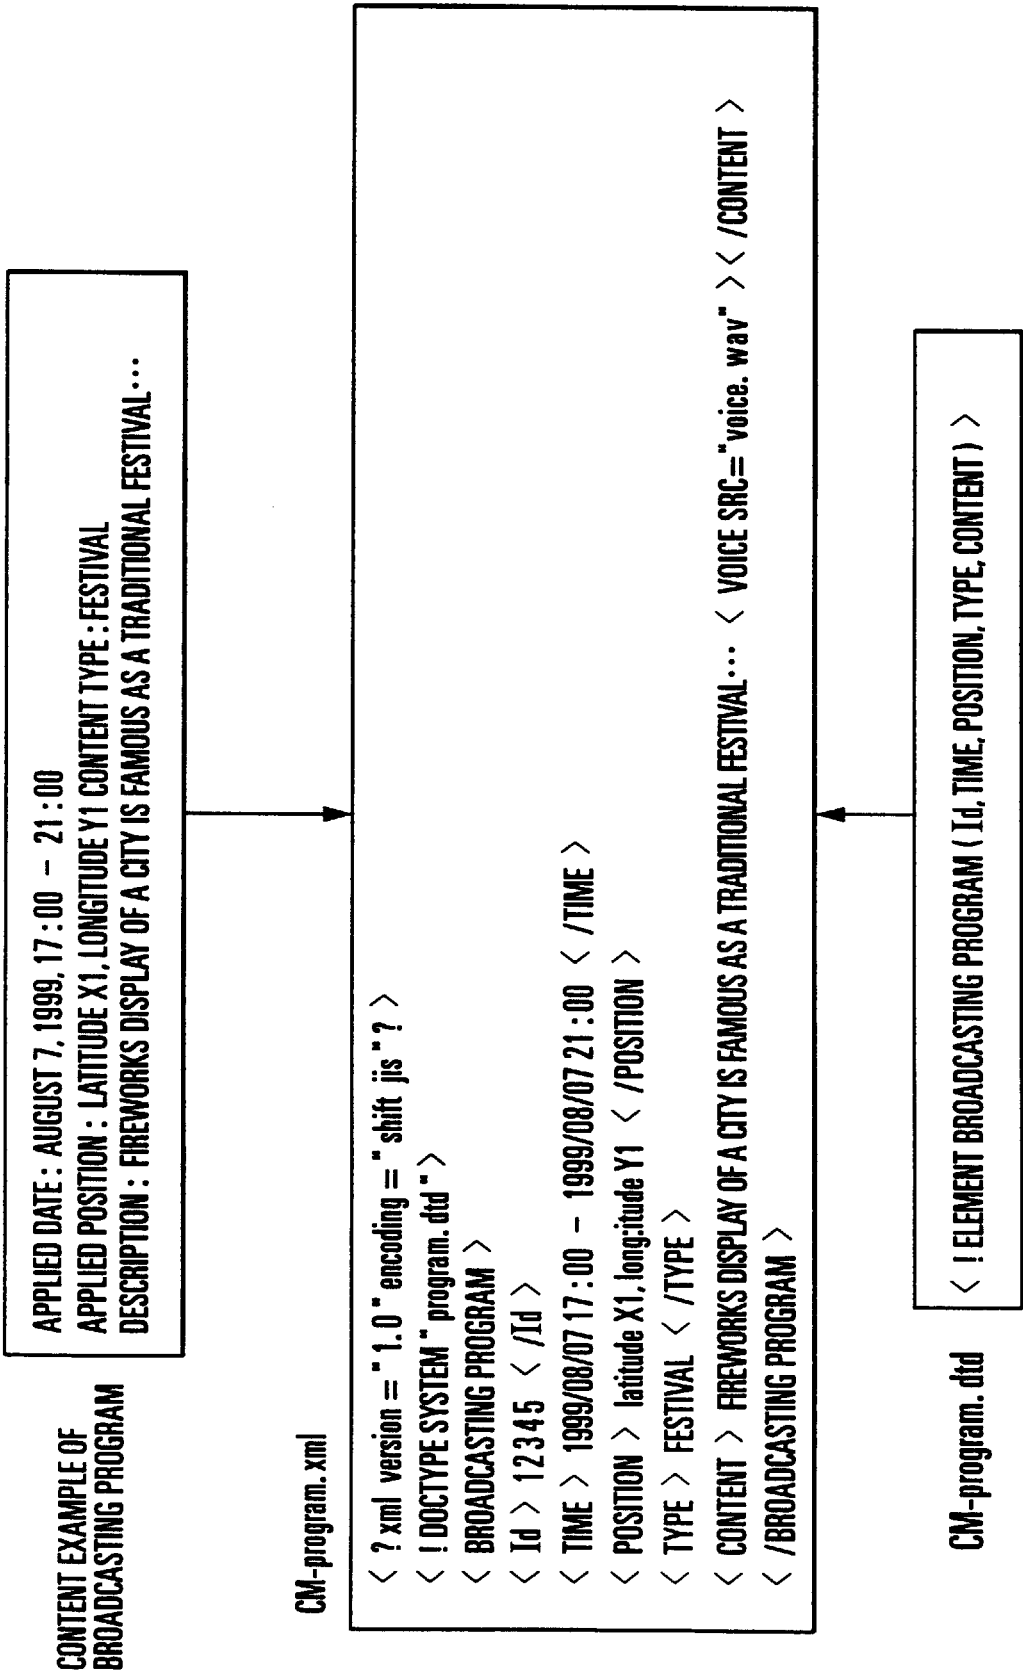 CONTENT EXAMPLE OF
BROADCASTING PROGRAM
APPLIED DATE : AUGUST 7, 1999, 17:00 - 21:00
APPLIED POSITION : LATITUDE X1, LONGITUDE Y1 CONTENT TYPE : FESTIVAL
DESCRIPTION : FIREWORKS DISPLAY OF A CITY IS FAMOUS AS A TRADITIONAL FESTIVAL···
CM-program. xml
< ? xml version = " 1.0 " encoding = " shift jis " ? >
< ! DOCTYPE SYSTEM " program. dtd ">
< BROADCASTING PROGRAM >
< Id > 12345 < /Id >
< TIME > 1999/08/07 17:00 - 1999/08/07 21:00 < /TIME >
< POSITION > latitude X1, long:itude Y1 < /POSITION >
< TYPE > FESTIVAL < /TYPE >
< CONTENT > FIREWORKS DISPLAY OF A CITY IS FAMOUS AS A TRADITIONAL FESTIVAL··· < VOICE SRC="voice. wav" >< /CONTENT >
< /BROADCASTING PROGRAM >
CM-program. dtd
< ! ELEMENT BROADCASTING PROGRAM ( Id, TIME, POSITION, TYPE, CONTENT ) >